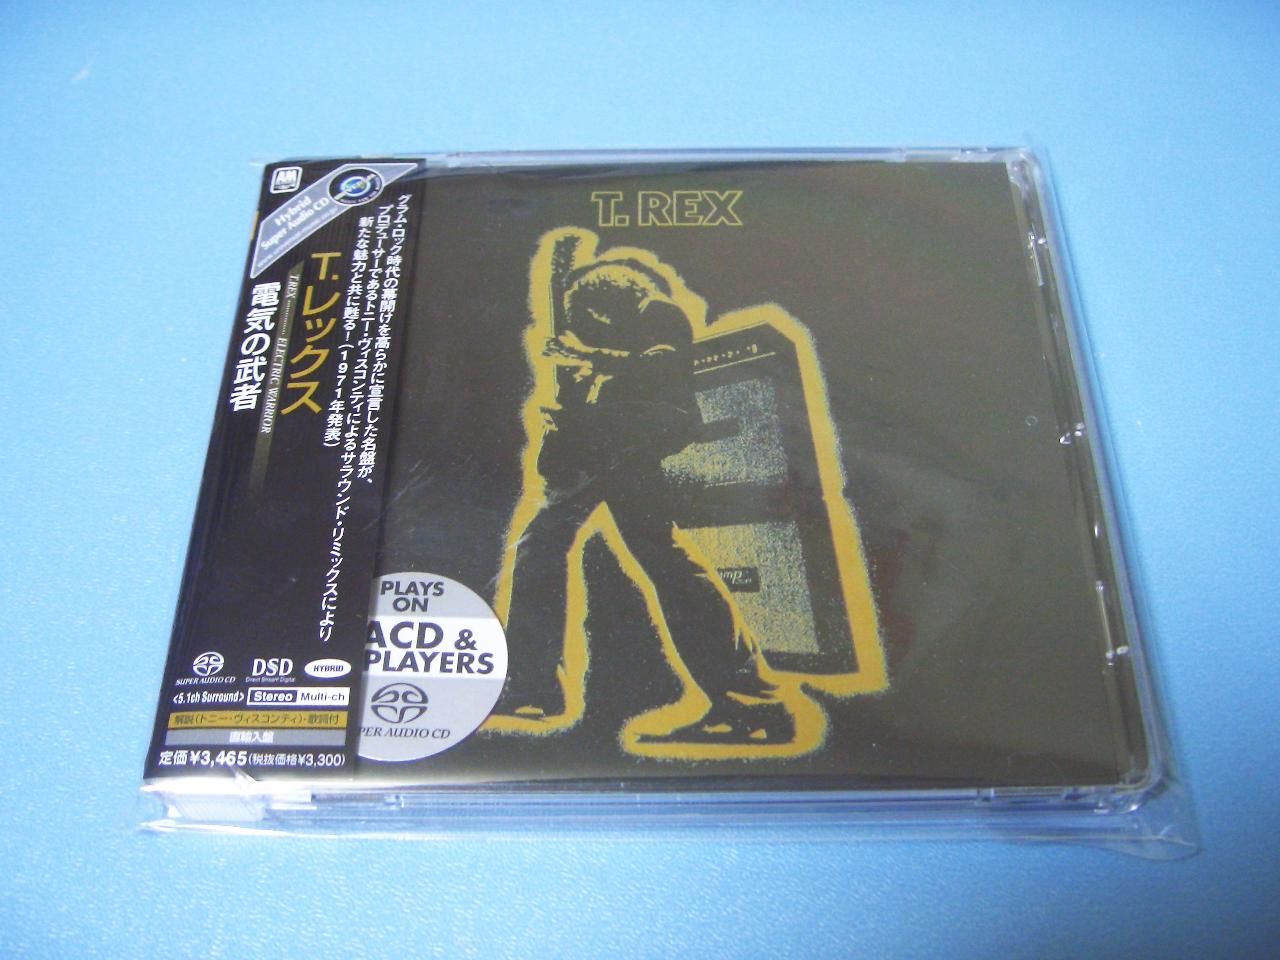 AM
Hybrid
Super Audio CD
T.レックス
T.REX ELECTRIC WARRIOR
電気の武者
グラム・ロック時代の幕開けを高らかに宣言した名盤が、
プロデューサーであるトニー・ヴィスコンティによるサラウンド・リミックスにより
新たな魅力と共に甦る!(1971年発表)
SUPER AUDIO CD
DSD
Direct Stream Digital
HYBRID
<5.1ch Surround> Stereo Multi-ch
解説(トニー・ヴィスコンティ)・歌詞付
直輸入盤
定価¥3,465(税抜価格¥3,300)
T. REX
PLAYS
ON
ACD &
PLAYERS
PER AUDIO CD